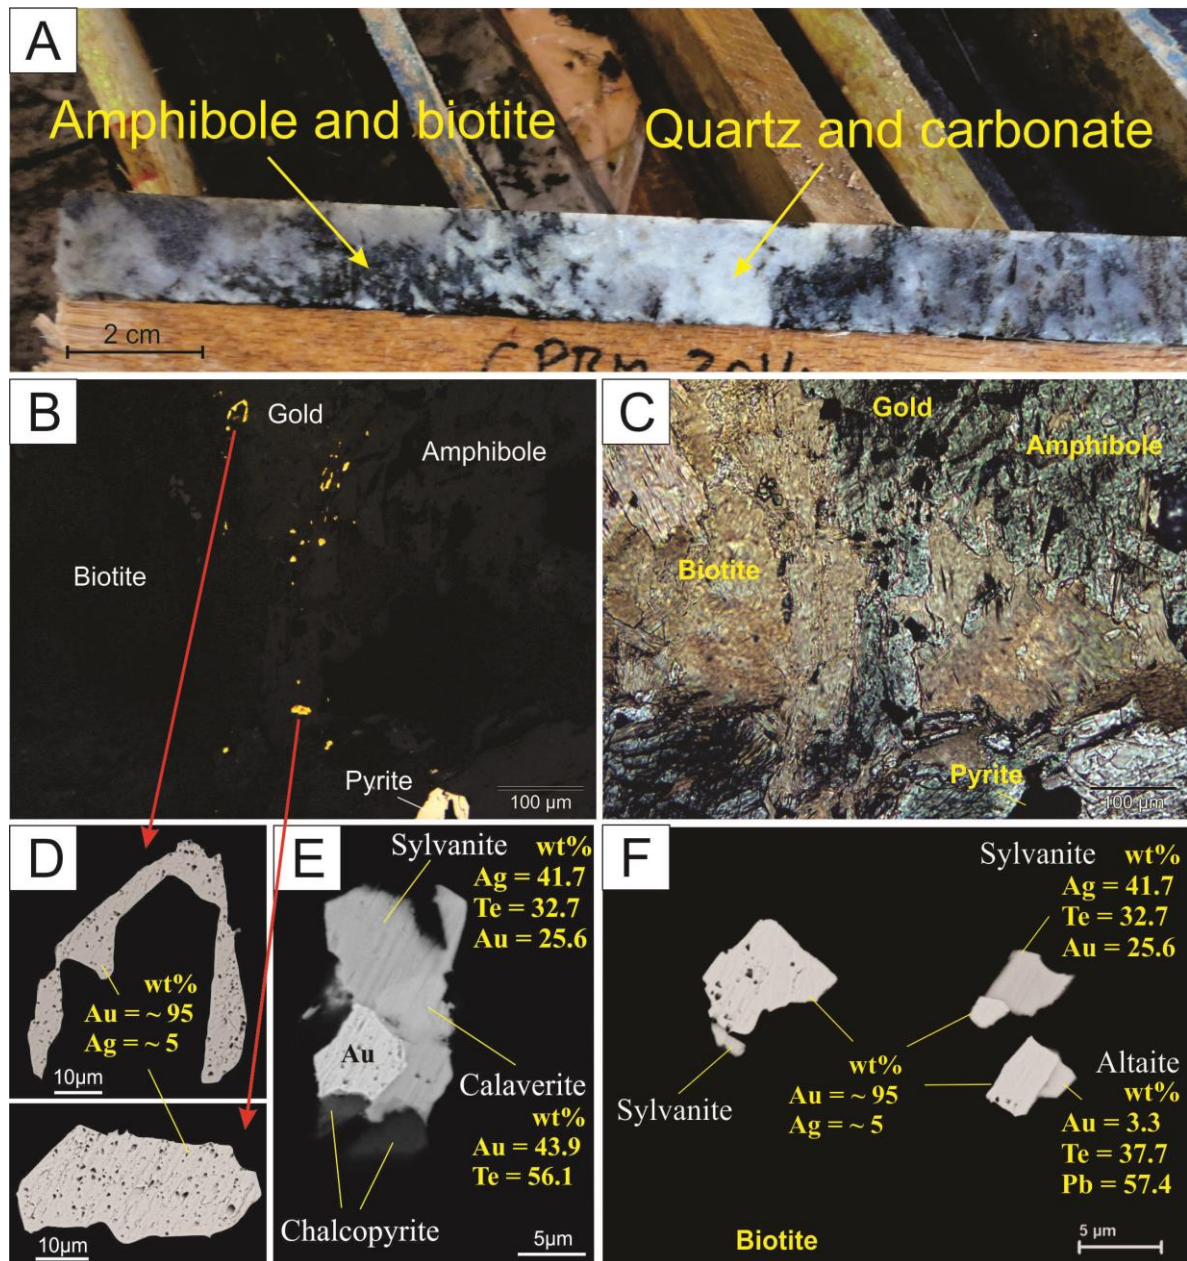 A
Amphibole and biotite
Quartz and carbonate
2 cm
B
Gold
Amphibole
Biotite
Pyrite
100 µm
C
Gold
Amphibole
Biotite
Pyrite
100 µm
D
wt%
Au = ~ 95
Ag = ~ 5
10µm
10µm
E
Sylvanite
wt%
Ag = 41.7
Te = 32.7
Au = 25.6
Au
Calaverite
wt%
Au = 43.9
Te = 56.1
Chalcopyrite
5µm
F
Sylvanite
wt%
Ag = 41.7
Te = 32.7
Au = 25.6
Sylvanite
wt%
Au = ~ 95
Ag = ~ 5
Altaite
wt%
Au = 3.3
Te = 37.7
Pb = 57.4
Biotite
5 µm